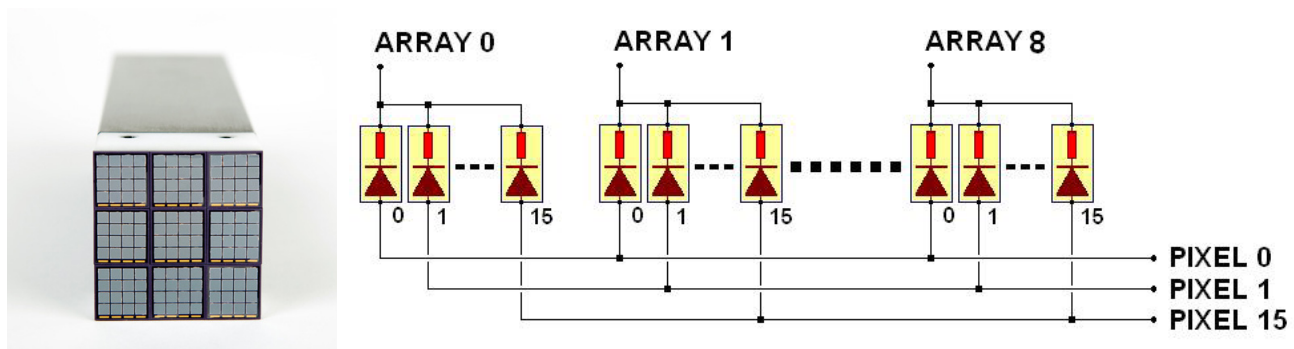 ARRAY 0 ARRAY 1 ARRAY 8
0 1 15 0 1 15 0 1 15
PIXEL 0
PIXEL 1
PIXEL 15